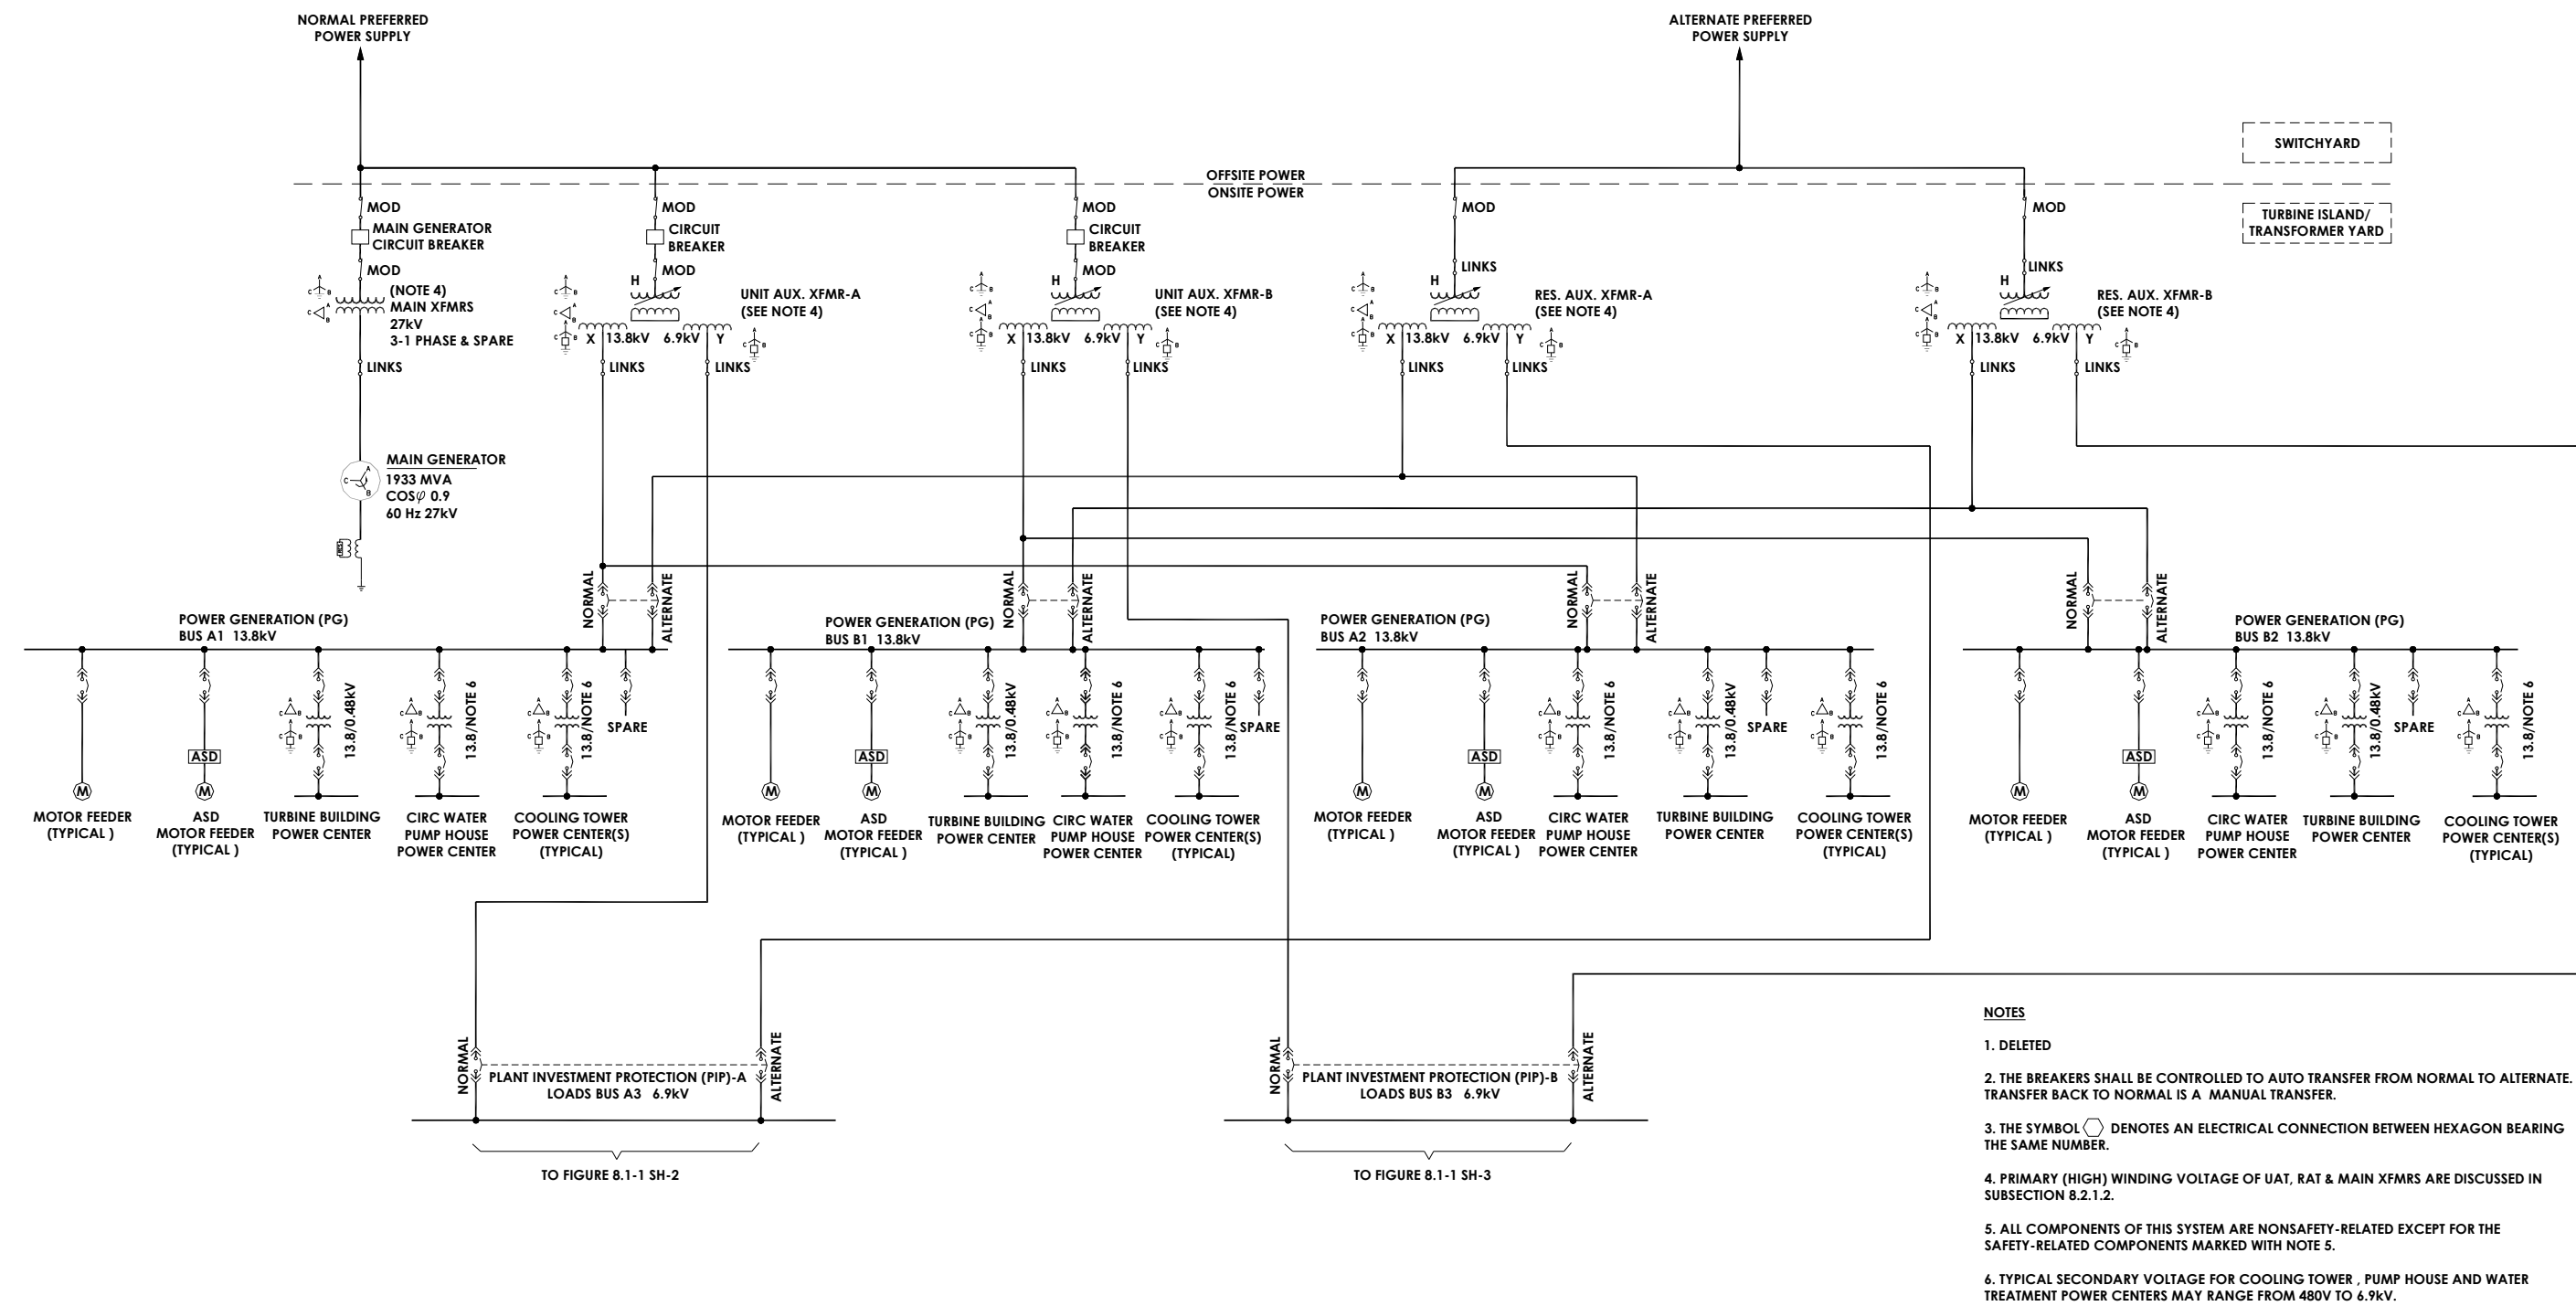 NORMAL PREFERRED
POWER SUPPLY
ALTERNATE PREFERRED
POWER SUPPLY
SWITCHYARD
OFFSITE POWER
ONSITE POWER
TURBINE ISLAND/
TRANSFORMER YARD
MOD
MAIN GENERATOR
CIRCUIT BREAKER
MOD
(NOTE 4)
MAIN XFMRS
27kV
3-1 PHASE & SPARE
LINKS
MOD
CIRCUIT
BREAKER
MOD
H
UNIT AUX. XFMR-A
(SEE NOTE 4)
X 13.8kV 6.9kV Y
LINKS
LINKS
MOD
CIRCUIT
BREAKER
MOD
H
UNIT AUX. XFMR-B
(SEE NOTE 4)
X 13.8kV 6.9kV Y
LINKS
LINKS
MOD
LINKS
H
RES. AUX. XFMR-A
(SEE NOTE 4)
X 13.8kV 6.9kV Y
LINKS
LINKS
MOD
LINKS
H
RES. AUX. XFMR-B
(SEE NOTE 4)
X 13.8kV 6.9kV Y
LINKS
LINKS
MAIN GENERATOR
1933 MVA
COSφ 0.9
60 Hz 27kV
A
C
B
NORMAL
ALTERNATE
POWER GENERATION (PG)
BUS A1 13.8kV
13.8/0.48kV
13.8/NOTE 6
13.8/NOTE 6
SPARE
ASD
M
M
MOTOR FEEDER
(TYPICAL )
ASD
MOTOR FEEDER
(TYPICAL )
TURBINE BUILDING
POWER CENTER
CIRC WATER
PUMP HOUSE
POWER CENTER
COOLING TOWER
POWER CENTER(S)
(TYPICAL)
NORMAL
ALTERNATE
POWER GENERATION (PG)
BUS B1 13.8kV
13.8/0.48kV
13.8/NOTE 6
13.8/NOTE 6
SPARE
ASD
M
M
MOTOR FEEDER
(TYPICAL )
ASD
MOTOR FEEDER
(TYPICAL )
TURBINE BUILDING
POWER CENTER
CIRC WATER
PUMP HOUSE
POWER CENTER
COOLING TOWER
POWER CENTER(S)
(TYPICAL)
NORMAL
ALTERNATE
POWER GENERATION (PG)
BUS A2 13.8kV
13.8/NOTE 6
13.8/0.48kV
SPARE
13.8/NOTE 6
ASD
M
M
MOTOR FEEDER
(TYPICAL )
ASD
MOTOR FEEDER
(TYPICAL )
CIRC WATER
PUMP HOUSE
POWER CENTER
TURBINE BUILDING
POWER CENTER
COOLING TOWER
POWER CENTER(S)
(TYPICAL)
NORMAL
ALTERNATE
POWER GENERATION (PG)
BUS B2 13.8kV
13.8/NOTE 6
13.8/0.48kV
SPARE
13.8/NOTE 6
ASD
M
M
MOTOR FEEDER
(TYPICAL )
ASD
MOTOR FEEDER
(TYPICAL )
CIRC WATER
PUMP HOUSE
POWER CENTER
TURBINE BUILDING
POWER CENTER
COOLING TOWER
POWER CENTER(S)
(TYPICAL)
NORMAL
ALTERNATE
PLANT INVESTMENT PROTECTION (PIP)-A
LOADS BUS A3 6.9kV
TO FIGURE 8.1-1 SH-2
NORMAL
ALTERNATE
PLANT INVESTMENT PROTECTION (PIP)-B
LOADS BUS B3 6.9kV
TO FIGURE 8.1-1 SH-3
NOTES
1. DELETED
2. THE BREAKERS SHALL BE CONTROLLED TO AUTO TRANSFER FROM NORMAL TO ALTERNATE.
TRANSFER BACK TO NORMAL IS A MANUAL TRANSFER.
3. THE SYMBOL DENOTES AN ELECTRICAL CONNECTION BETWEEN HEXAGON BEARING
THE SAME NUMBER.
4. PRIMARY (HIGH) WINDING VOLTAGE OF UAT, RAT & MAIN XFMRS ARE DISCUSSED IN
SUBSECTION 8.2.1.2.
5. ALL COMPONENTS OF THIS SYSTEM ARE NONSAFETY-RELATED EXCEPT FOR THE
SAFETY-RELATED COMPONENTS MARKED WITH NOTE 5.
6. TYPICAL SECONDARY VOLTAGE FOR COOLING TOWER , PUMP HOUSE AND WATER
TREATMENT POWER CENTERS MAY RANGE FROM 480V TO 6.9kV.